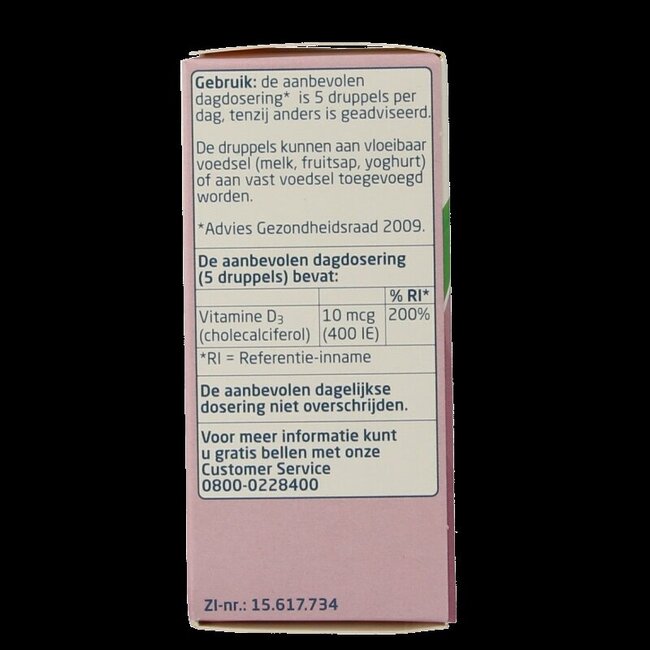 Gebruik: de aanbevolen
dagdosering* is 5 druppels per
dag, tenzij anders is geadviseerd.
De druppels kunnen aan vloeibaar
voedsel (melk, fruitsap, yoghurt)
of aan vast voedsel toegevoegd
worden.
*Advies Gezondheidsraad 2009.
De aanbevolen dagdosering
(5 druppels) bevat:
% RI*
Vitamine D3 10 mcg 200%
(cholecalciferol) (400 IE)
*RI = Referentie-inname
De aanbevolen dagelijkse
dosering niet overschrijden.
Voor meer informatie kunt
u gratis bellen met onze
Customer Service
0800-0228400
ZI-nr.: 15.617.734